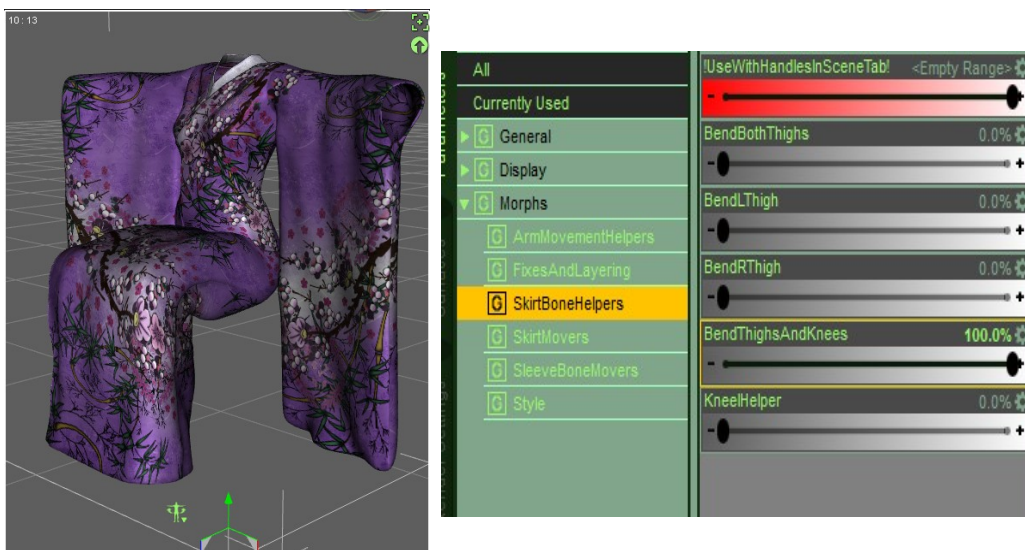 10 : 13
Parameters
All
Currently Used
G General
G Display
G Morphs
G ArmMovementHelpers
G FixesAndLayering
G SkirtBoneHelpers
G SkirtMovers
G SleeveBoneMovers
G Style
!UseWithHandlesInSceneTab! <Empty Range>
- +
BendBothThighs 0.0%
- +
BendLThigh 0.0%
- +
BendRThigh 0.0%
- +
BendThighsAndKnees 100.0%
- +
KneelHelper 0.0%
- +